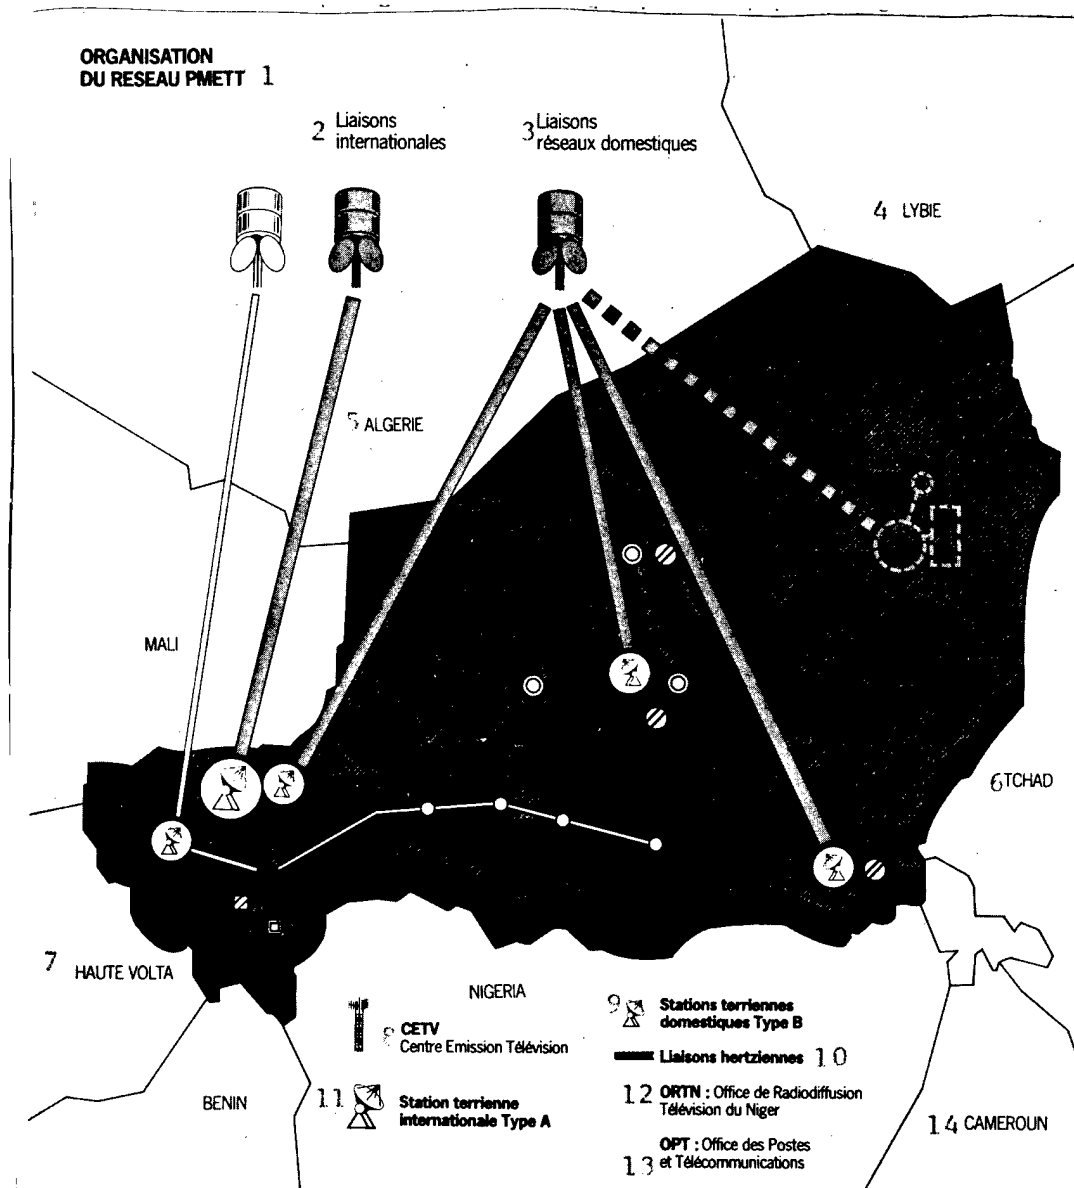 ORGANISATION
DU RESEAU PMETT 1
2 Liaisons
internationales
3 Liaisons
réseaux domestiques
4 LYBIE
5 ALGERIE
MALI
6 TCHAD
7 HAUTE VOLTA
NIGERIA
8 CETV
Centre Emission Télévision
9 Stations terriennes
domestiques Type B
Liaisons hertziennes 10
BENIN
11 Station terrienne
internationale Type A
12 ORTN : Office de Radiodiffusion
Télévision du Niger
13 OPT : Office des Postes
et Télécommunications
14 CAMEROUN